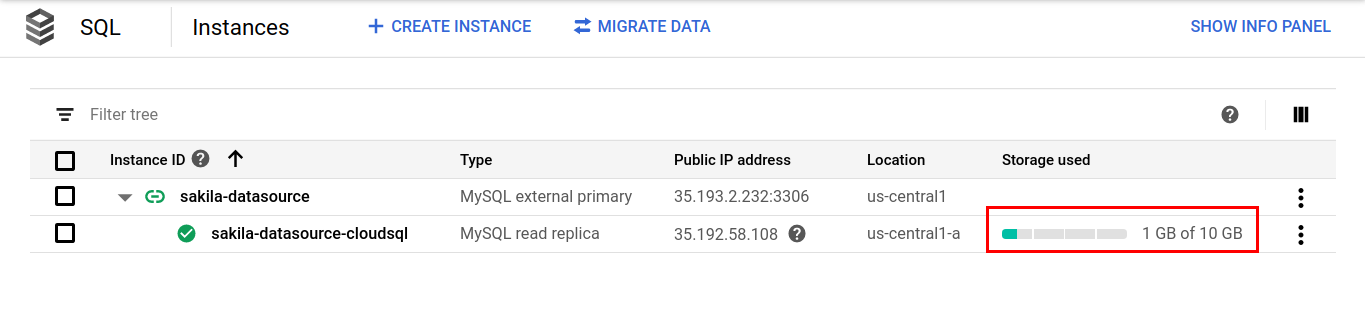 SQL Instances CREATE INSTANCE MIGRATE DATA SHOW INFO PANEL
Filter tree
Instance ID Type Public IP address Location Storage used
sakila-datasource MySQL external primary 35.193.2.232:3306 us-central1
sakila-datasource-cloudsql MySQL read replica 35.192.58.108 us-central1-a 1 GB of 10 GB